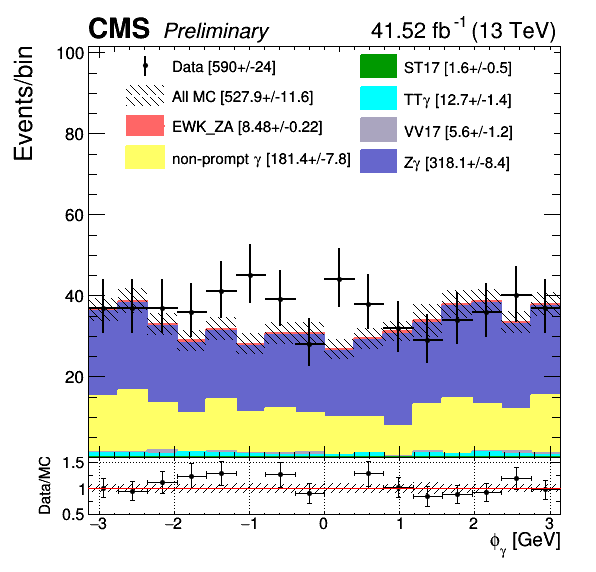 CMS Preliminary 41.52 fb⁻¹ (13 TeV)
Events/bin
100
80
60
40
20
Data [590+/-24]
All MC [527.9+/-11.6]
EWK_ZA [8.48+/-0.22]
non-prompt γ [181.4+/-7.8]
ST17 [1.6+/-0.5]
TTγ [12.7+/-1.4]
VV17 [5.6+/-1.2]
Zγ [318.1+/-8.4]
Data/MC
1.5
1
0.5
−3 −2 −1 0 1 2 3
ϕγ [GeV]